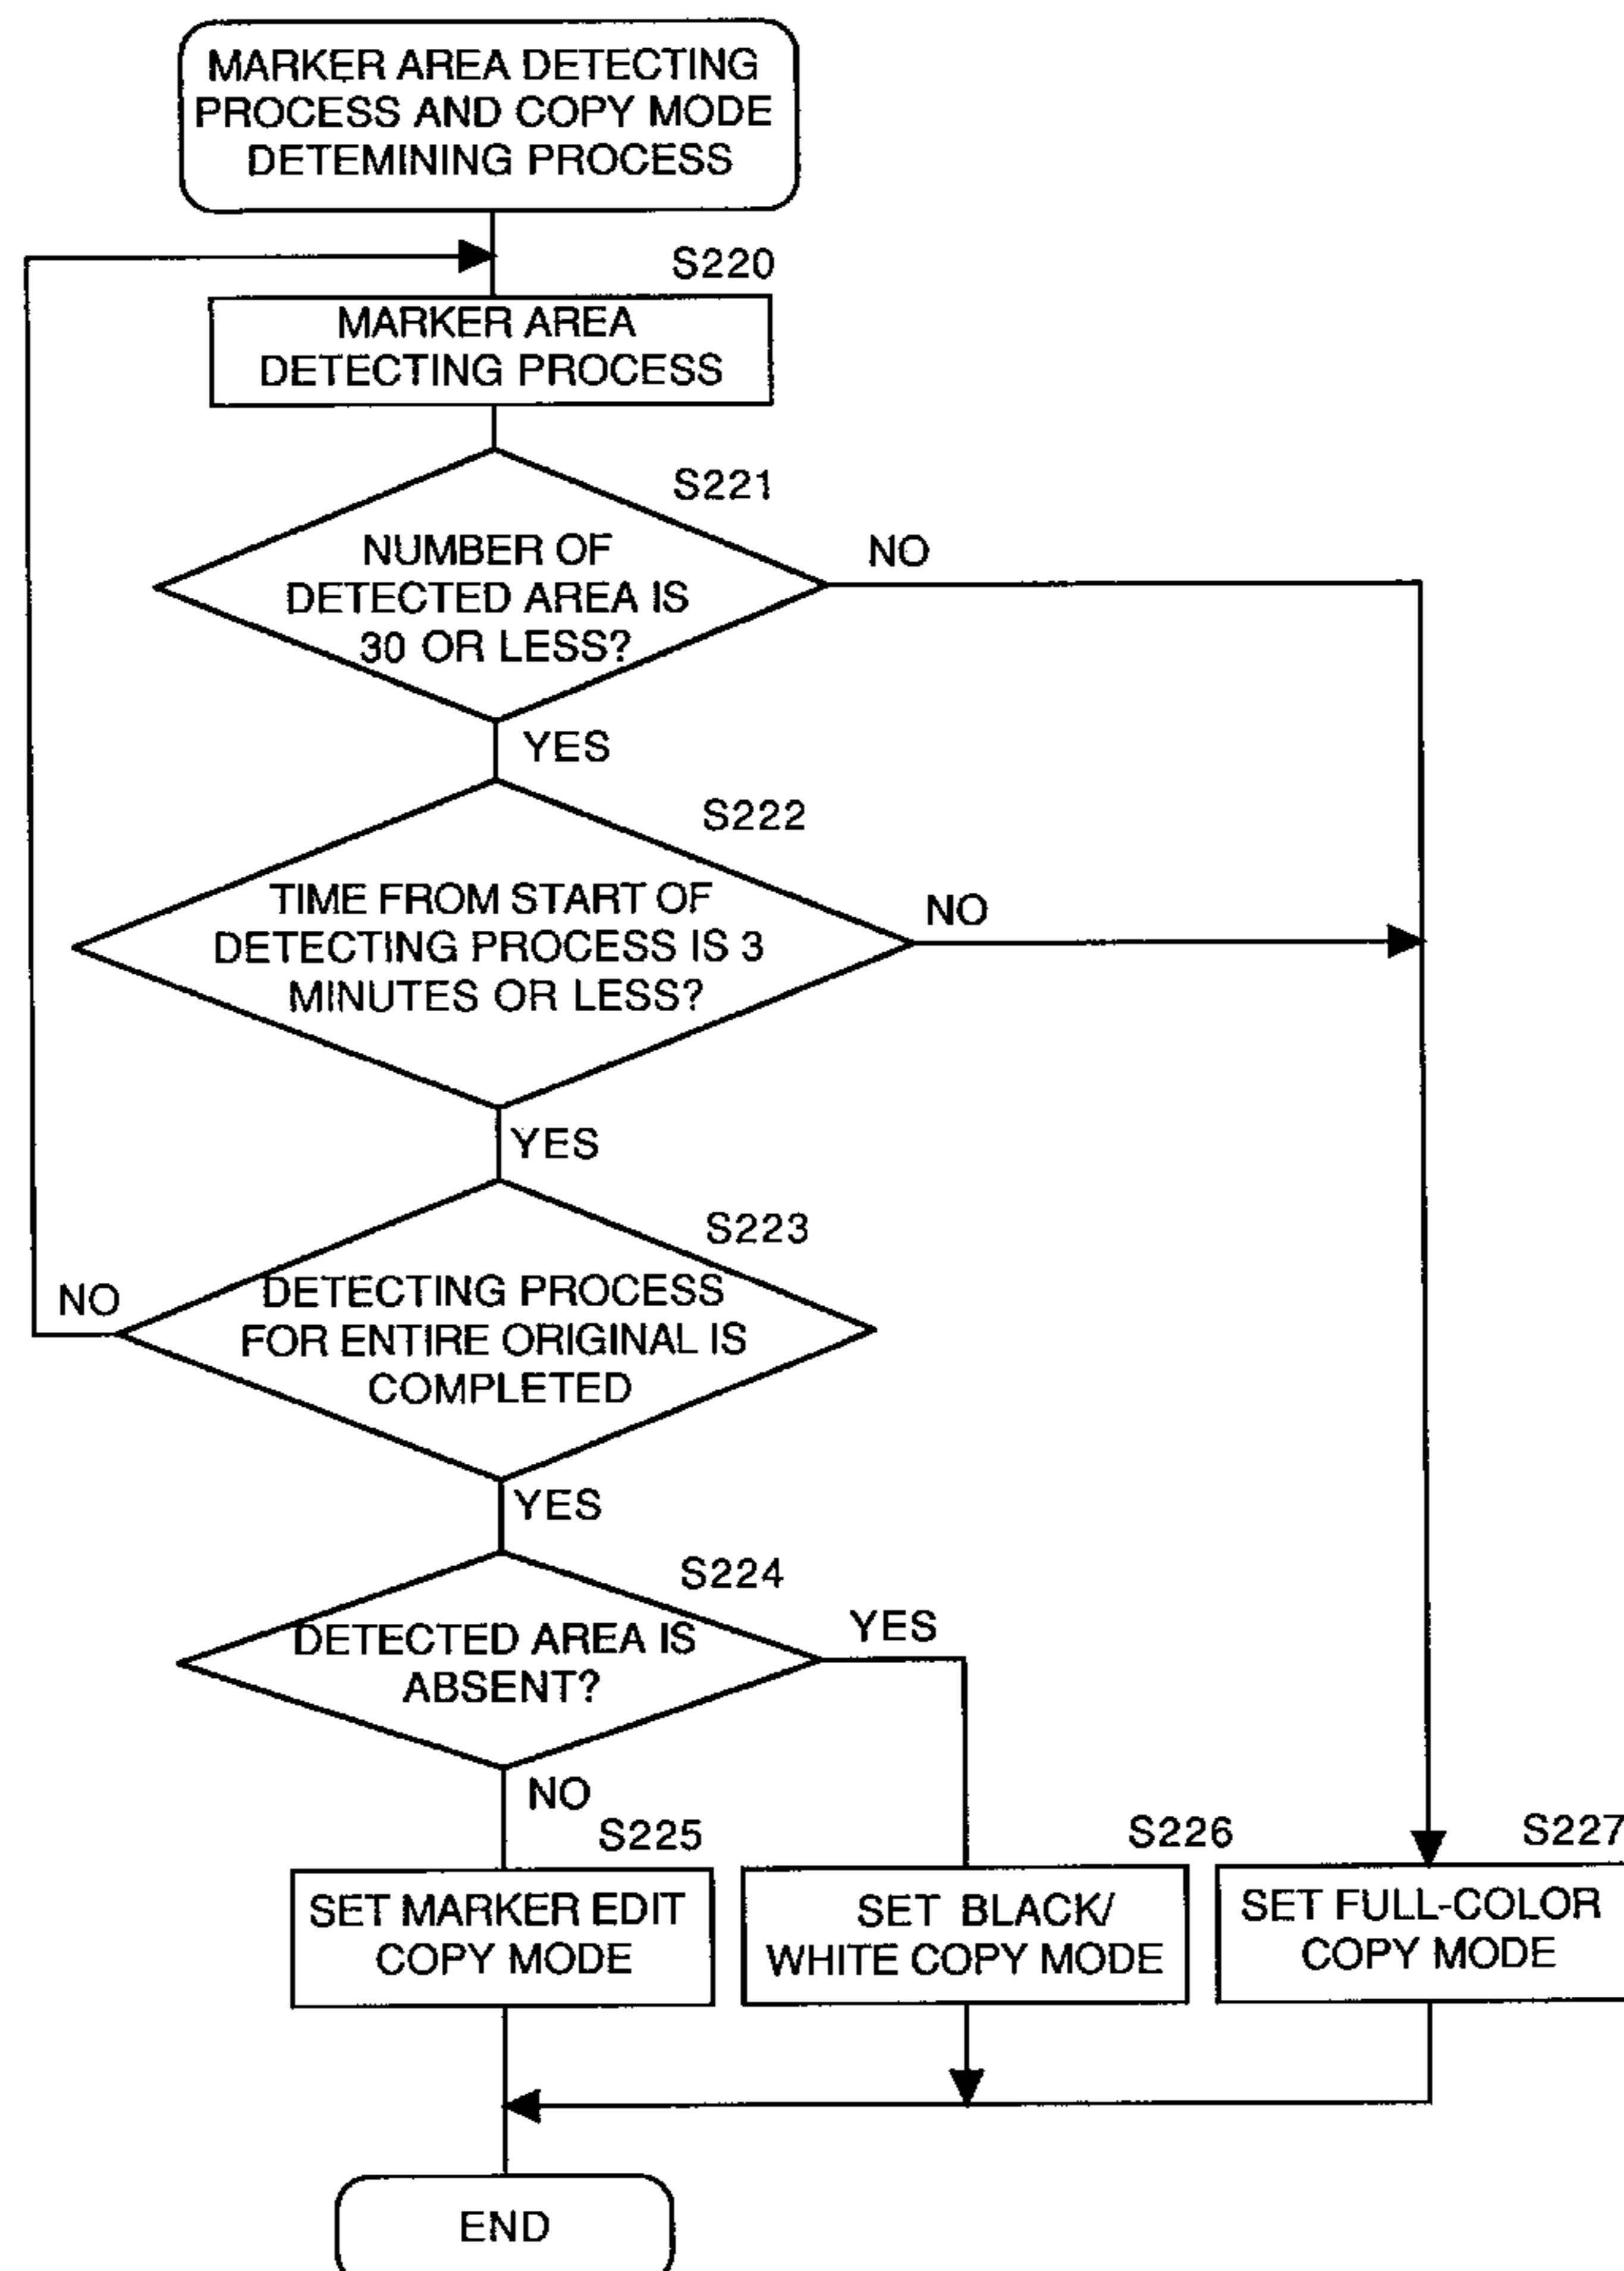 MARKER AREA DETECTING
PROCESS AND COPY MODE
DETEMINING PROCESS
S220
MARKER AREA
DETECTING PROCESS
S221
NUMBER OF
DETECTED AREA IS
30 OR LESS?
NO
YES
S222
TIME FROM START OF
DETECTING PROCESS IS 3
MINUTES OR LESS?
NO
YES
S223
DETECTING PROCESS
FOR ENTIRE ORIGINAL IS
COMPLETED
NO
YES
S224
DETECTED AREA IS
ABSENT?
YES
NO
S225
SET MARKER EDIT
COPY MODE
S226
SET BLACK/
WHITE COPY MODE
S227
SET FULL-COLOR
COPY MODE
END